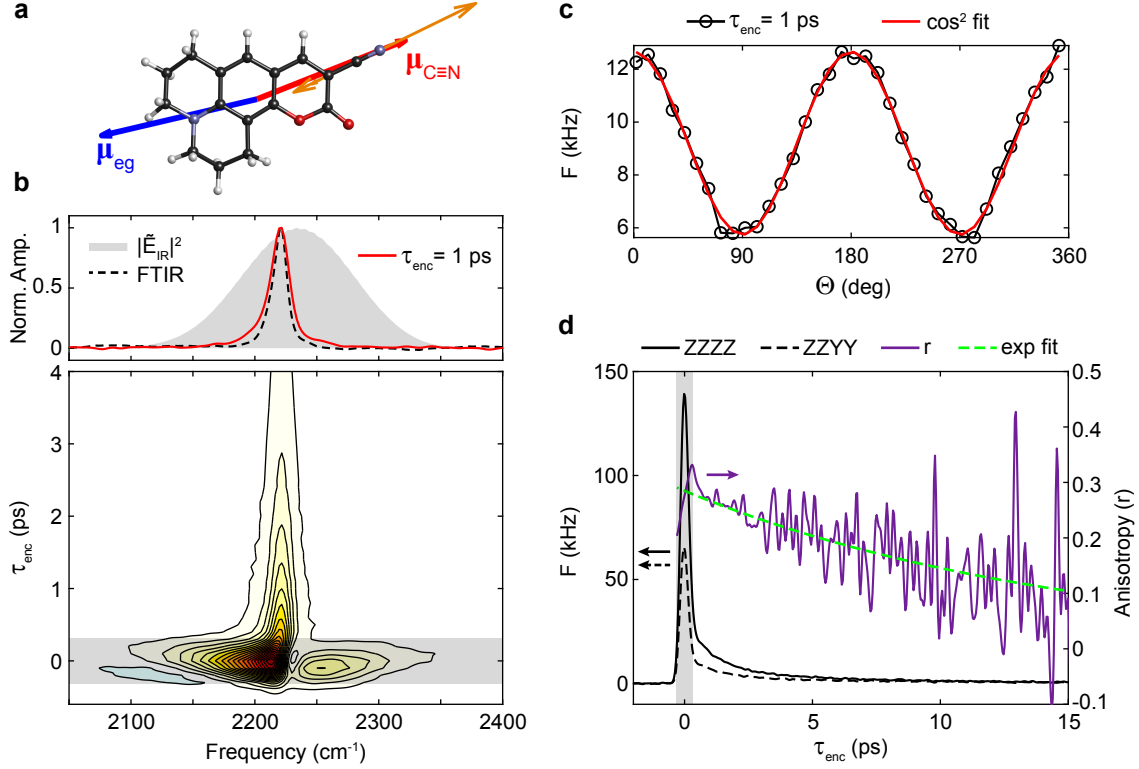 a
μC≡N
μeg
b
|ẼIR|²
FTIR
τenc = 1 ps
Norm. Amp.
1
0.5
0
τenc (ps)
4
3
2
1
0
2100 2200 2300 2400
Frequency (cm⁻¹)
c
τenc = 1 ps cos² fit
F (kHz)
12
10
8
6
0 90 180 270 360
Θ (deg)
d
ZZZZ ZZYY r exp fit
F (kHz)
150
100
50
0
0.5
0.4
0.3
0.2
0.1
0
-0.1
Anisotropy (r)
0 5 10 15
τenc (ps)